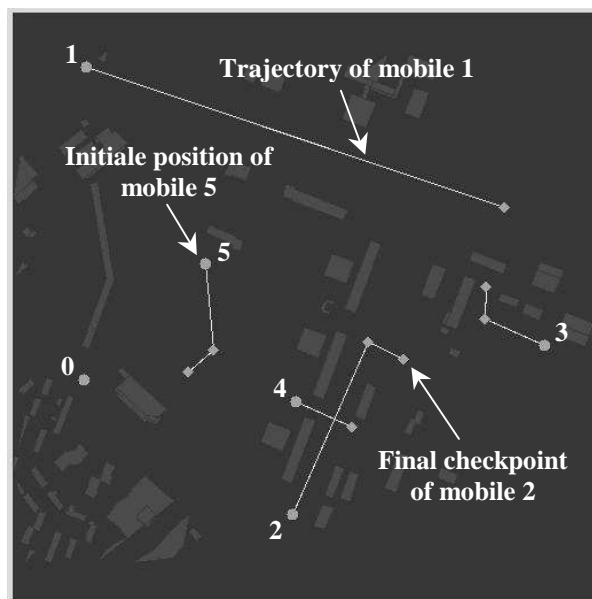 1
Trajectory of mobile 1
Initiale position of
mobile 5
5
3
0
4
Final checkpoint
of mobile 2
2